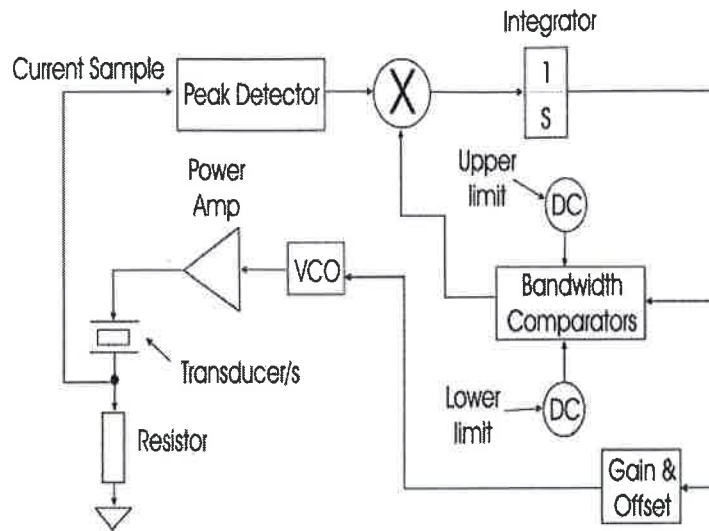 Integrator
Current Sample
Peak Detector
X
1
S
Power
Amp
Upper
limit
DC
VCO
Bandwidth
Comparators
Transducer/s
Lower
limit
DC
Resistor
Gain &
Offset